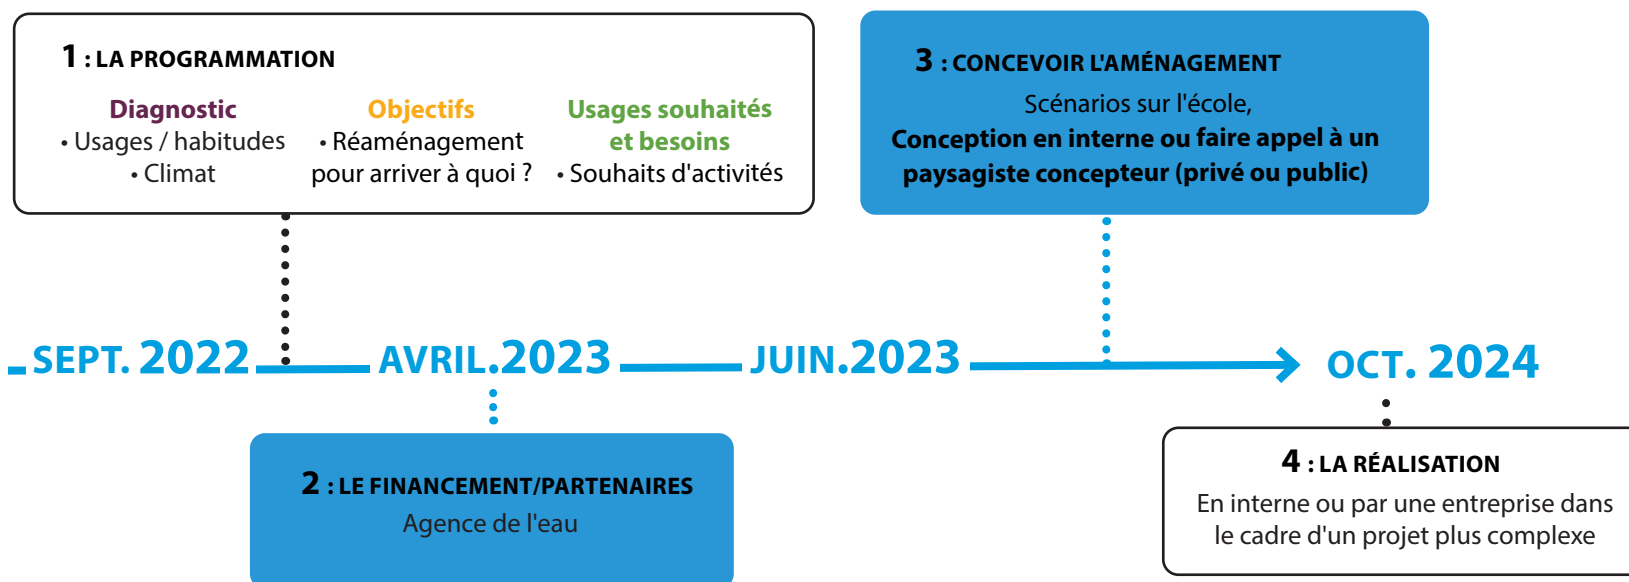 1 : LA PROGRAMMATION
Diagnostic
• Usages / habitudes
• Climat
Objectifs
• Réaménagement
pour arriver à quoi ?
Usages souhaités
et besoins
• Souhaits d'activités
3 : CONCEVOIR L'AMÉNAGEMENT
Scénarios sur l'école,
Conception en interne ou faire appel à un
paysagiste concepteur (privé ou public)
SEPT. 2022
AVRIL.2023
JUIN.2023
OCT. 2024
2 : LE FINANCEMENT/PARTENAIRES
Agence de l'eau
4 : LA RÉALISATION
En interne ou par une entreprise dans
le cadre d'un projet plus complexe